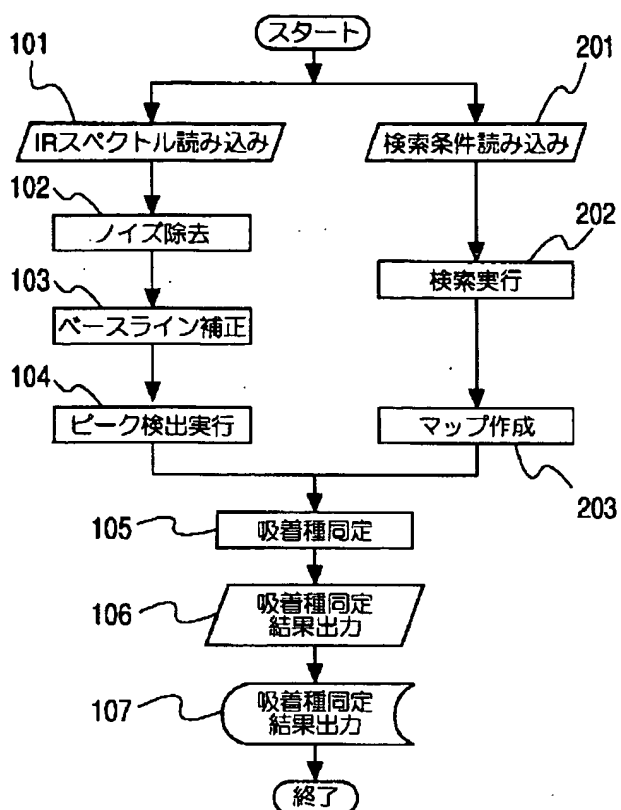 スタート
101
201
IRスペクトル読み込み
検索条件読み込み
102
ノイズ除去
202
検索実行
103
ベースライン補正
104
ピーク検出実行
マップ作成
203
105
吸着種同定
106
吸着種同定
結果出力
107
吸着種同定
結果出力
終了